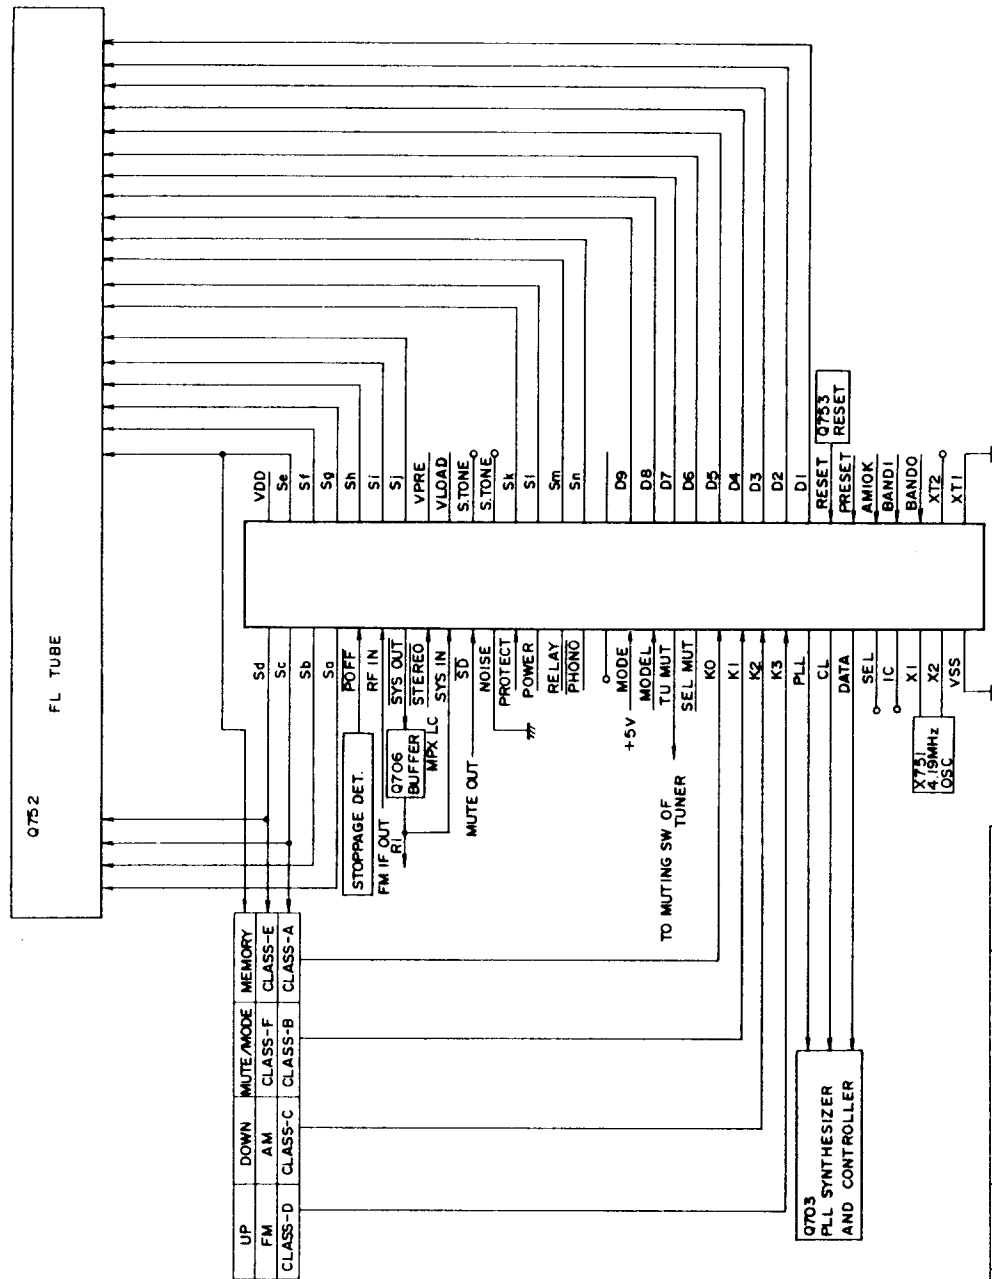 Q752
FL TUBE
UP
DOWN
MUTE/MODE
MEMORY
FM
AM
CLASS-F
CLASS-E
CLASS-D
CLASS-C
CLASS-B
CLASS-A
STOPPAGE DET.
FM IF OUT
Ri
Q706
BUFFER
MPX LC
MUTE OUT
+5V
TO MUTING SW OF
TUNER
Q703
PLL SYNTHESIZER
AND CONTROLLER
X751
4.19MHz
OSC
Sd
Sc
Sb
Sa
POFF
RF IN
SYS OUT
STEREO
SYS IN
SD
NOISE
PROTECT
POWER
RELAY
PHONO
MODE
MODEL
TU MUT
SEL MUT
K0
K1
K2
K3
PLL
CL
DATA
SEL
IC
X1
X2
VSS
VDD
Se
Sf
Sg
Sh
Si
Sj
VPRE
VLOAD
S.TONE
S.TONE
Sk
Sl
Sm
Sn
D9
D8
D7
D6
D5
D4
D3
D2
D1
RESET
PRESET
AM10K
BAND1
BAND0
XT2
XT1
Q753
RESET